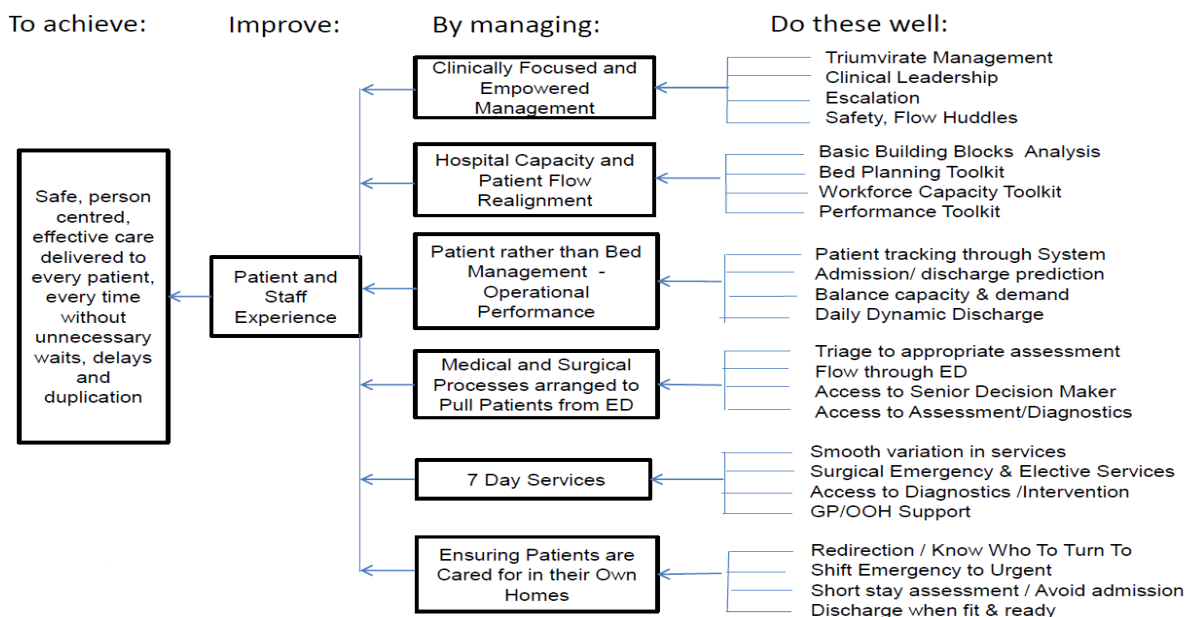 To achieve:
Improve:
By managing:
Do these well:
Safe, person
centred,
effective care
delivered to
every patient,
every time
without
unnecessary
waits, delays
and
duplication
Patient and
Staff
Experience
Clinically Focused and
Empowered
Management
Triumvirate Management
Clinical Leadership
Escalation
Safety, Flow Huddles
Hospital Capacity and
Patient Flow
Realignment
Basic Building Blocks Analysis
Bed Planning Toolkit
Workforce Capacity Toolkit
Performance Toolkit
Patient rather than Bed
Management -
Operational
Performance
Patient tracking through System
Admission/ discharge prediction
Balance capacity & demand
Daily Dynamic Discharge
Medical and Surgical
Processes arranged to
Pull Patients from ED
Triage to appropriate assessment
Flow through ED
Access to Senior Decision Maker
Access to Assessment/Diagnostics
7 Day Services
Smooth variation in services
Surgical Emergency & Elective Services
Access to Diagnostics /Intervention
GP/OOH Support
Ensuring Patients are
Cared for in their Own
Homes
Redirection / Know Who To Turn To
Shift Emergency to Urgent
Short stay assessment / Avoid admission
Discharge when fit & ready